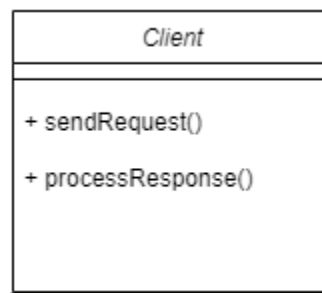 Client
+ sendRequest()
+ processResponse()